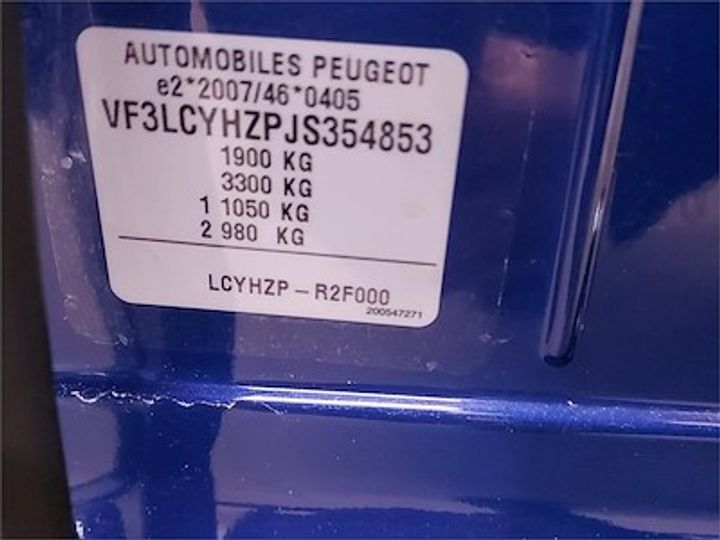 AUTOMOBILES PEUGEOT
e2*2007/46*0405
VF3LCYHZPJS354853
1900 KG
3300 KG
1 1050 KG
2 980 KG
LCYHZP - R2F000
200547271